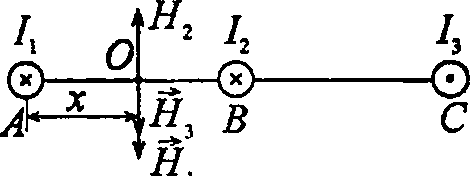 I₁ H₂ I₂ I₃
O
A x H⃗₃ B C
H⃗.